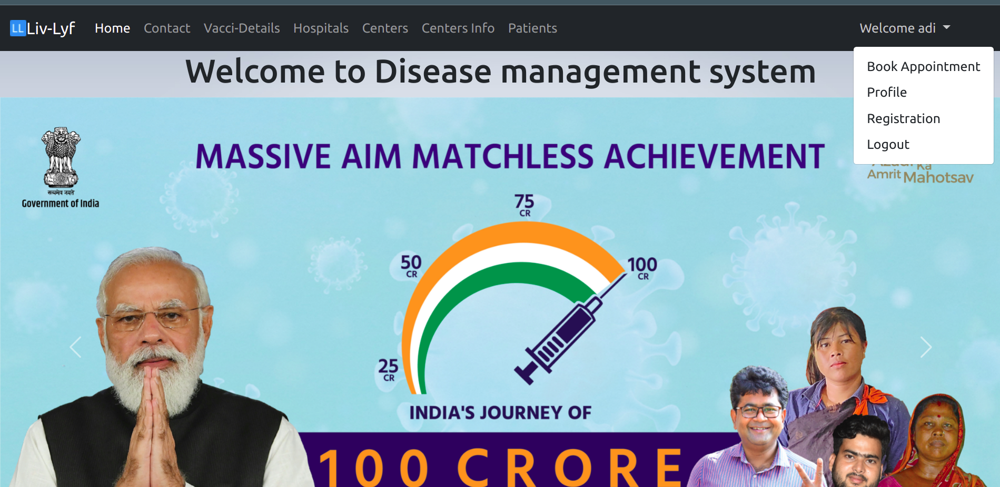 LL Liv-Lyf Home Contact Vacci-Details Hospitals Centers Centers Info Patients Welcome adi
Book Appointment
Profile
Registration
Logout
Welcome to Disease management system
MASSIVE AIM MATCHLESS ACHIEVEMENT
सत्यमेव जयते
Government of India
Azadi Ka
Amrit Mahotsav
75
CR
50
CR
100
CR
25
CR
INDIA'S JOURNEY OF
100 CRORE